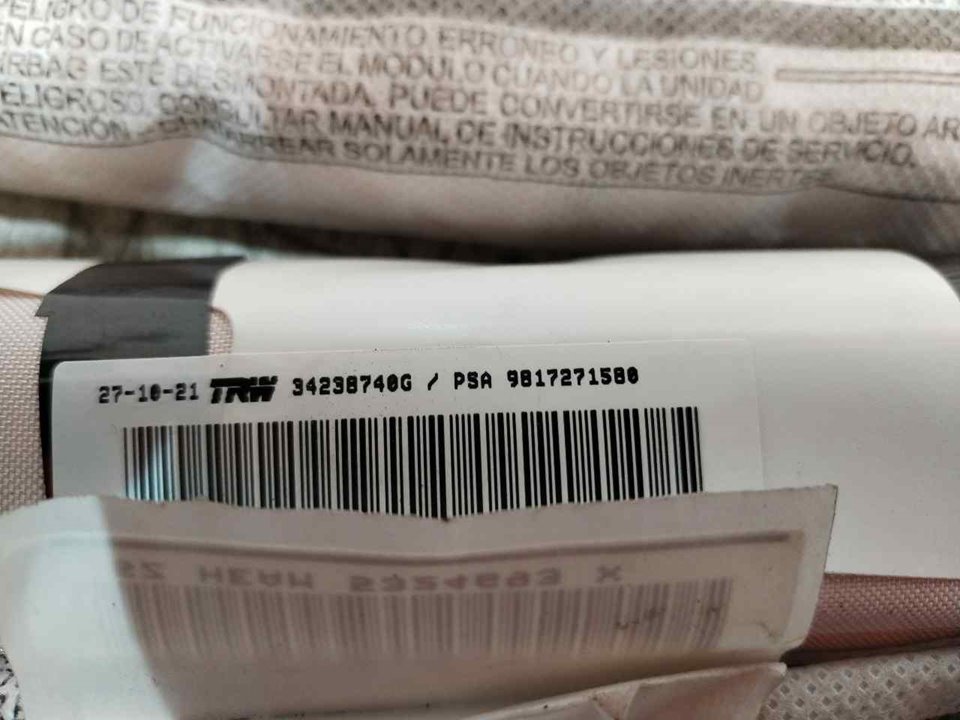 PELIGRO DE FUNCIONAMIENTO ERRONEO Y LESIONES
EN CASO DE ACTIVARSE EL MODULO CUANDO LA UNIDAD
AIRBAG ESTÉ DESMONTADA, PUEDE CONVERTIRSE EN UN OBJETO
PELIGROSO. CONSULTAR MANUAL DE INSTRUCCIONES DE SERVICIO.
ATENCIÓN - SOLAMENTE LOS OBJETOS INERTES
27-10-21 TRW 34238740G / PSA 9817271580